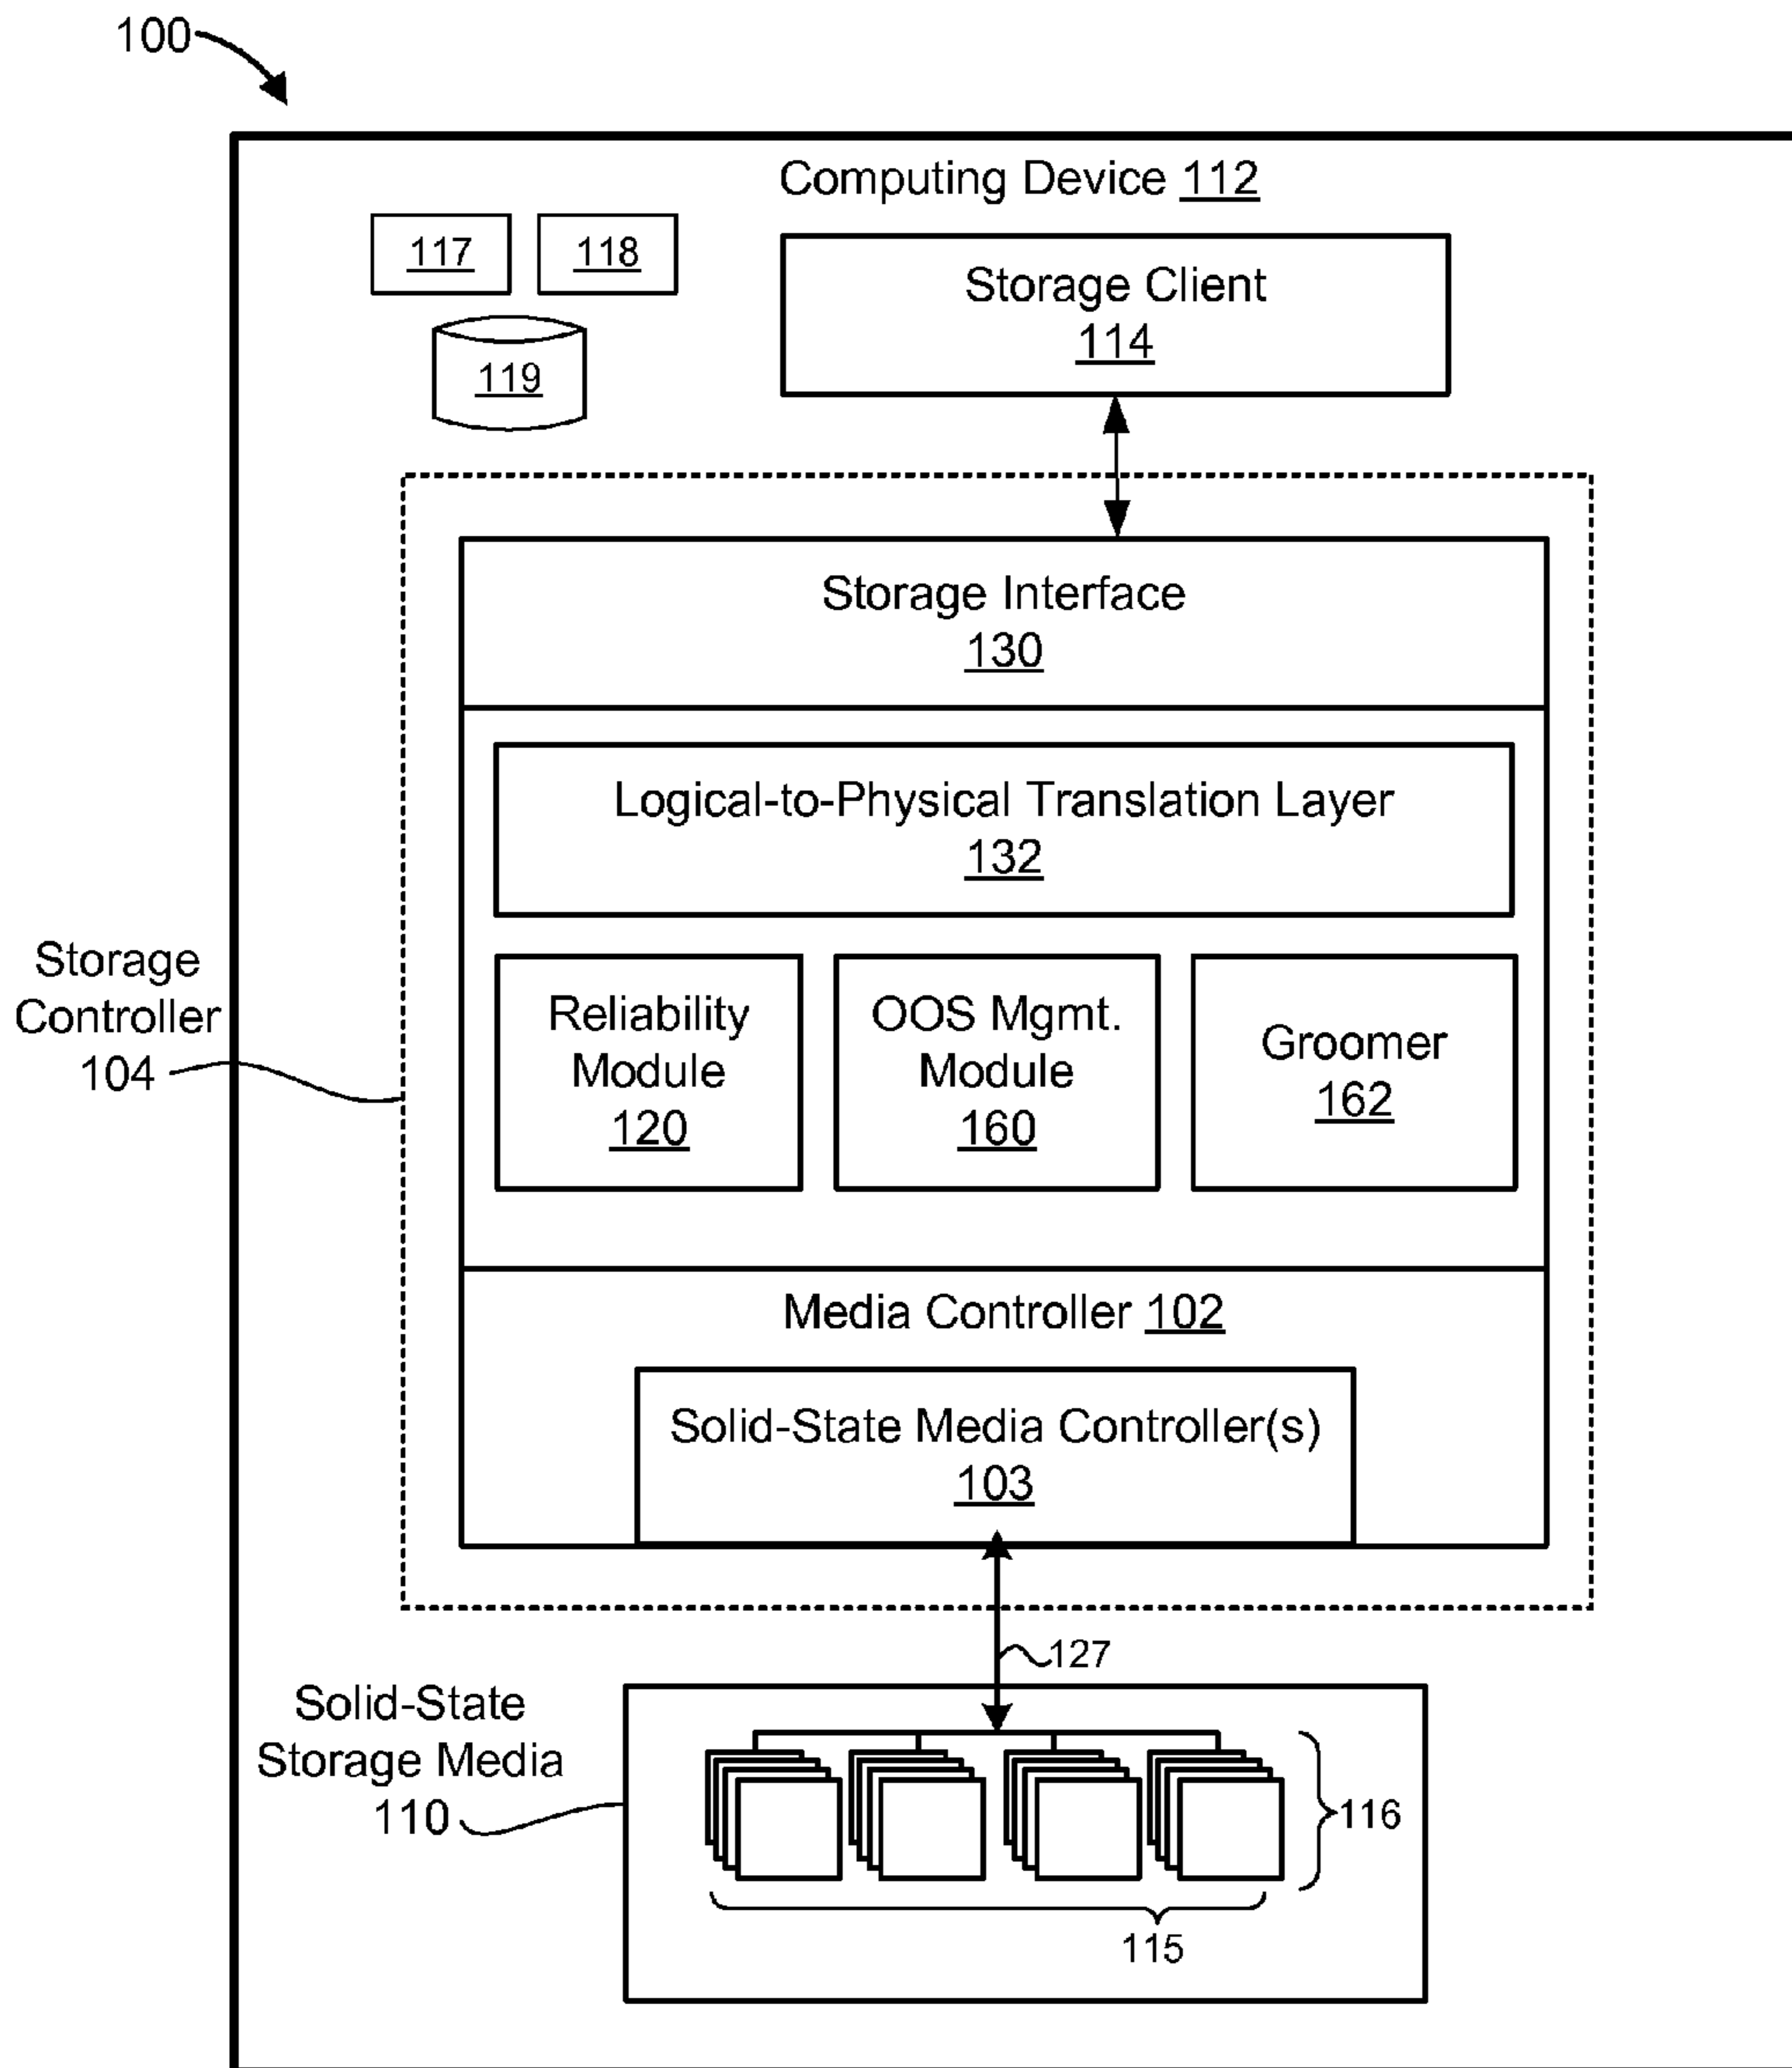 100
Computing Device 112
117
118
119
Storage Client
114
Storage Interface
130
Logical-to-Physical Translation Layer
132
Storage
Controller
104
Reliability
Module
120
OOS Mgmt.
Module
160
Groomer
162
Media Controller 102
Solid-State Media Controller(s)
103
127
Solid-State
Storage Media
110
116
115